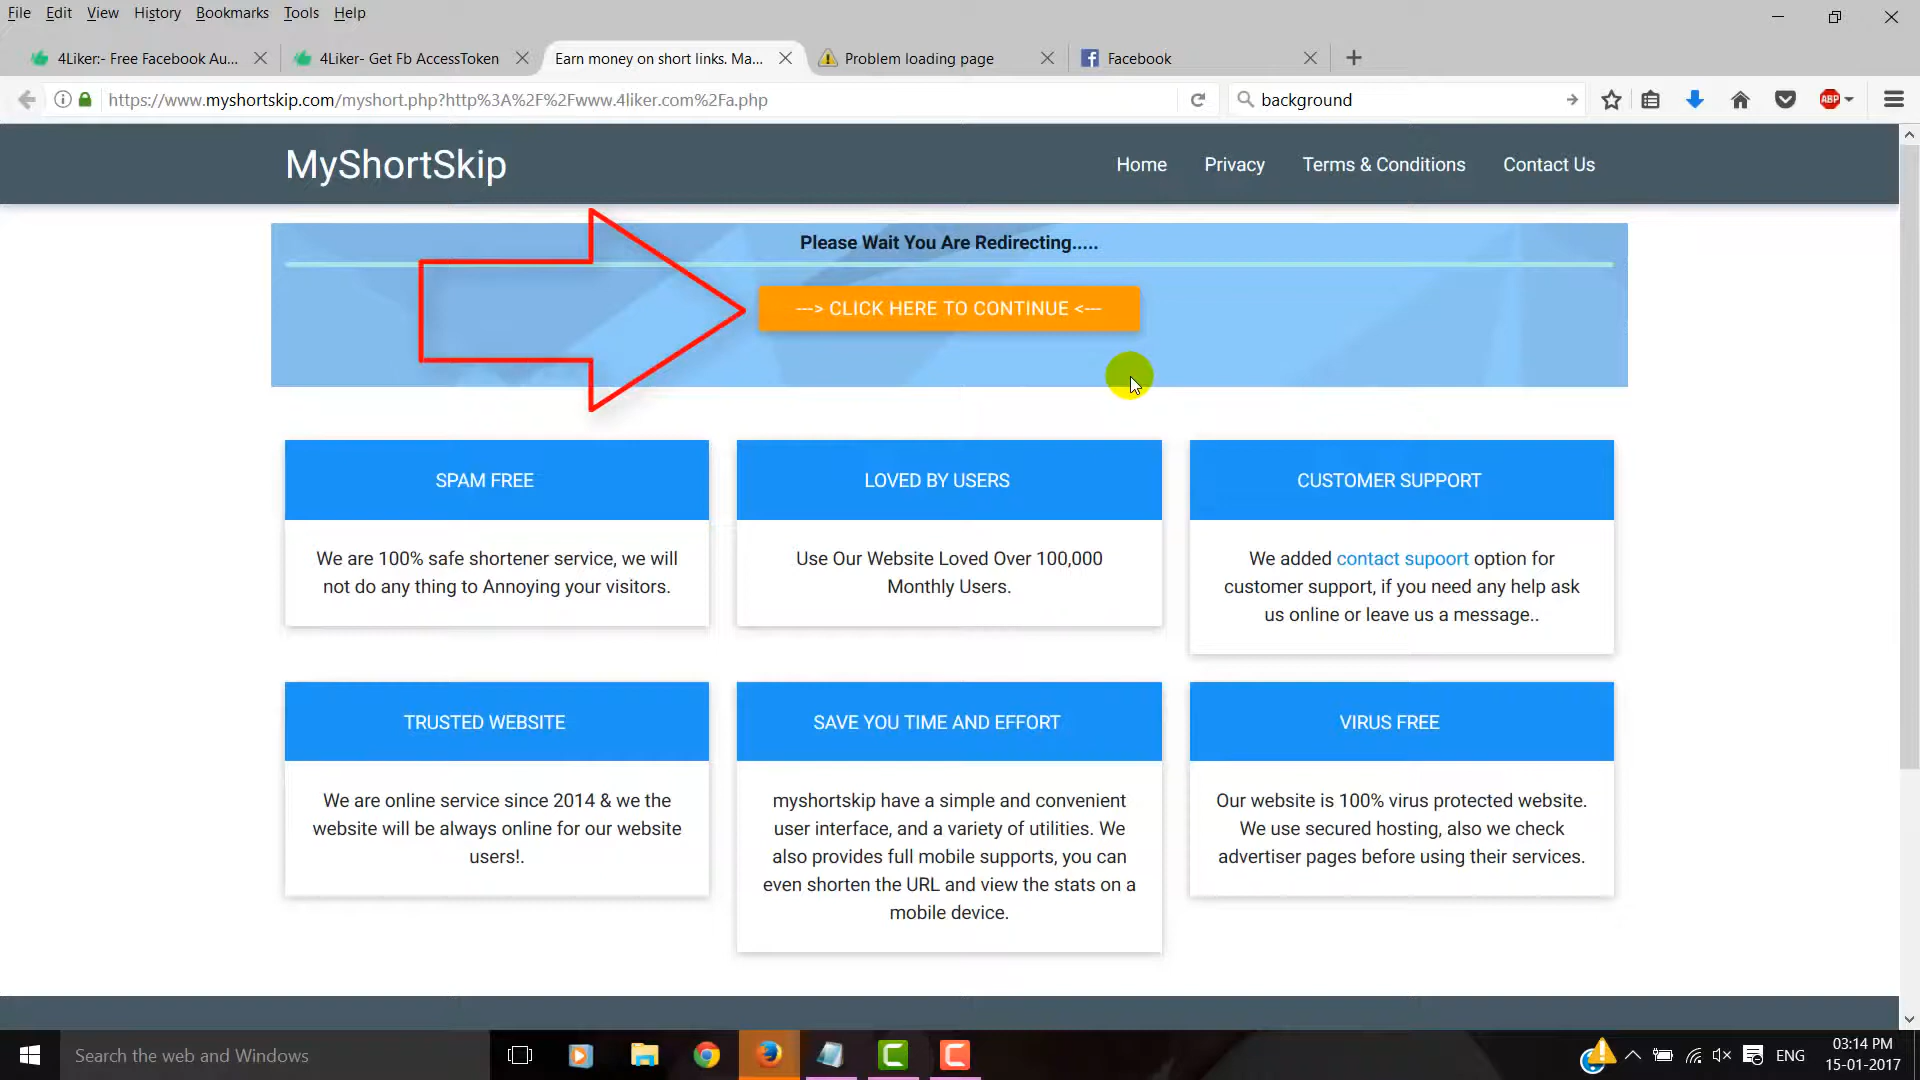 File Edit View History Bookmarks Tools Help
4Liker:- Free Facebook Au...
4Liker- Get Fb AccessToken
Earn money on short links. Ma...
Problem loading page
Facebook
https://www.myshortskip.com/myshort.php?http%3A%2F%2Fwww.4liker.com%2Fa.php
background
ABP
MyShortSkip
Home Privacy Terms & Conditions Contact Us
Please Wait You Are Redirecting.....
---> CLICK HERE TO CONTINUE <---
SPAM FREE
We are 100% safe shortener service, we will
not do any thing to Annoying your visitors.
LOVED BY USERS
Use Our Website Loved Over 100,000
Monthly Users.
CUSTOMER SUPPORT
We added contact supoort option for
customer support, if you need any help ask
us online or leave us a message..
TRUSTED WEBSITE
We are online service since 2014 & we the
website will be always online for our website
users!.
SAVE YOU TIME AND EFFORT
myshortskip have a simple and convenient
user interface, and a variety of utilities. We
also provides full mobile supports, you can
even shorten the URL and view the stats on a
mobile device.
VIRUS FREE
Our website is 100% virus protected website.
We use secured hosting, also we check
advertiser pages before using their services.
Search the web and Windows
ENG
03:14 PM
15-01-2017